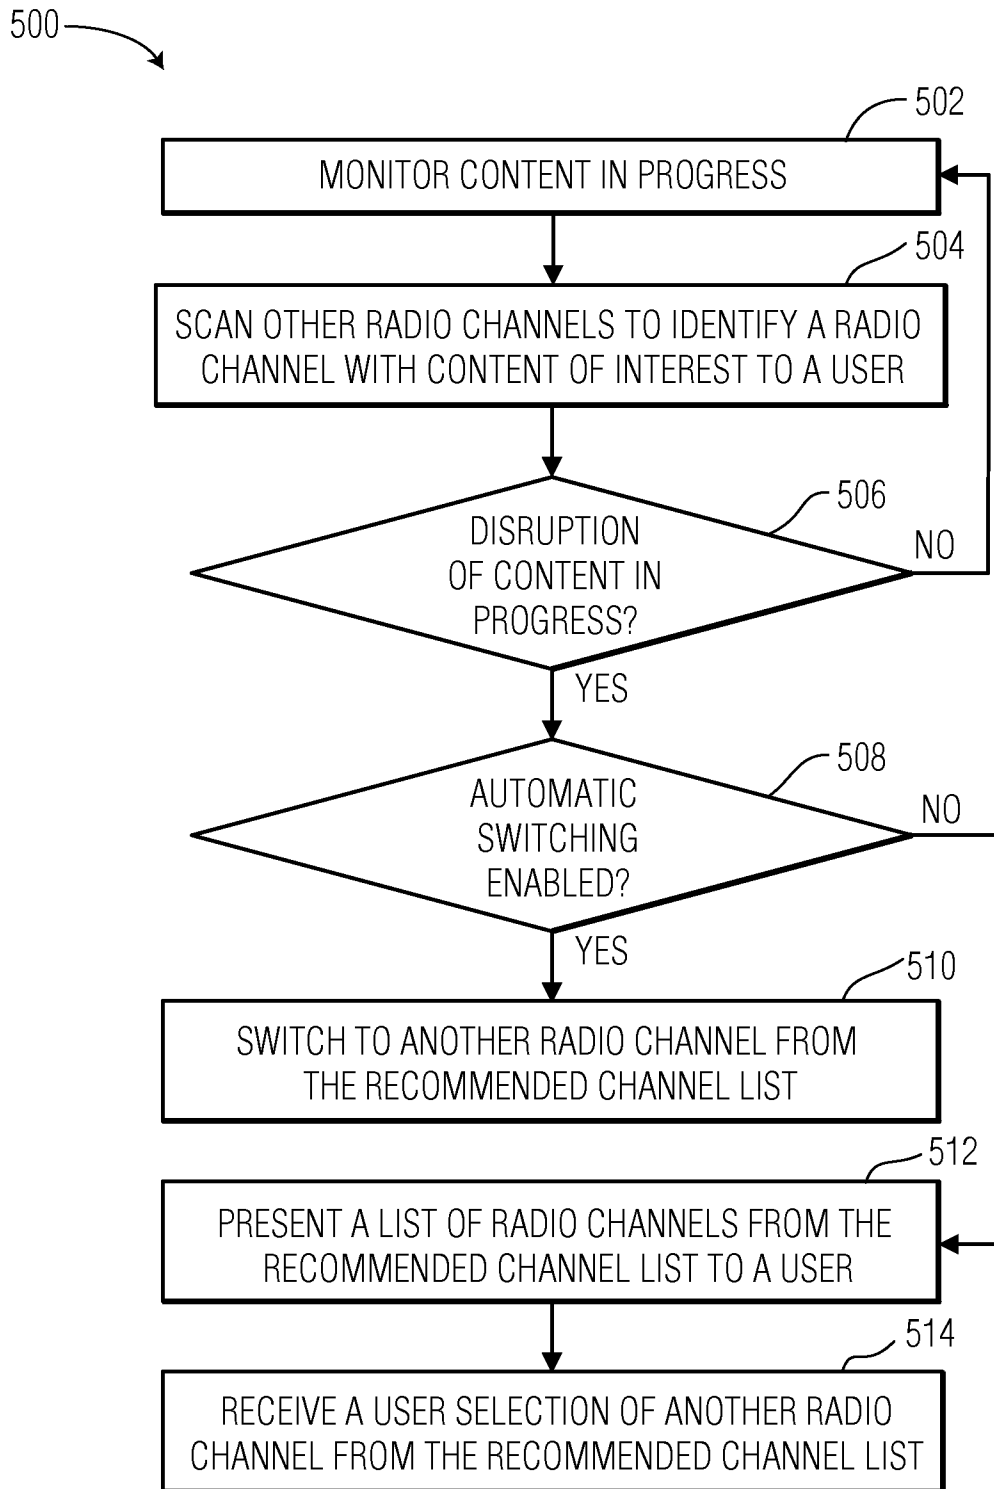 500
502
MONITOR CONTENT IN PROGRESS
504
SCAN OTHER RADIO CHANNELS TO IDENTIFY A RADIO
CHANNEL WITH CONTENT OF INTEREST TO A USER
506
DISRUPTION
OF CONTENT IN
PROGRESS?
NO
YES
508
AUTOMATIC
SWITCHING
ENABLED?
NO
YES
510
SWITCH TO ANOTHER RADIO CHANNEL FROM
THE RECOMMENDED CHANNEL LIST
512
PRESENT A LIST OF RADIO CHANNELS FROM THE
RECOMMENDED CHANNEL LIST TO A USER
514
RECEIVE A USER SELECTION OF ANOTHER RADIO
CHANNEL FROM THE RECOMMENDED CHANNEL LIST